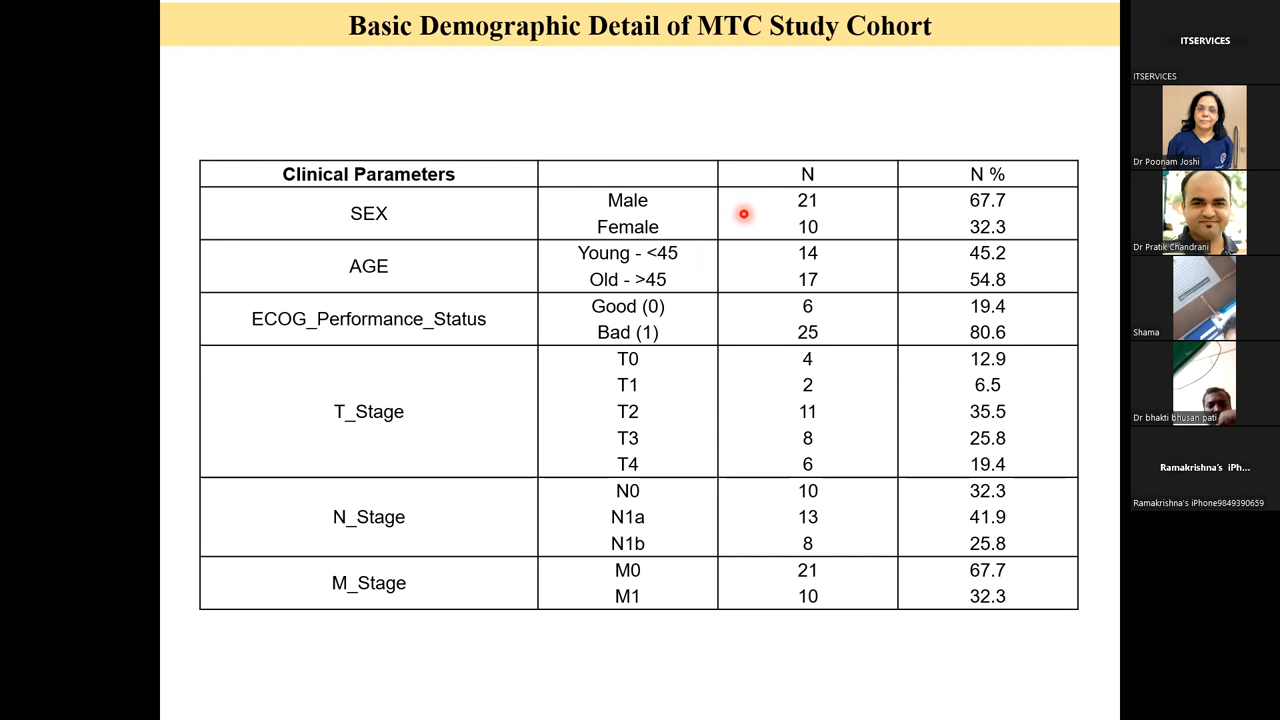 Basic Demographic Detail of MTC Study Cohort
Clinical Parameters N N %
SEX
Male 21 67.7
Female 10 32.3
AGE
Young - <45 14 45.2
Old - >45 17 54.8
ECOG_Performance_Status
Good (0) 6 19.4
Bad (1) 25 80.6
T_Stage
T0 4 12.9
T1 2 6.5
T2 11 35.5
T3 8 25.8
T4 6 19.4
N_Stage
N0 10 32.3
N1a 13 41.9
N1b 8 25.8
M_Stage
M0 21 67.7
M1 10 32.3
ITSERVICES
ITSERVICES
Dr Poonam Joshi
Dr Pratik Chandrani
Shama
Dr bhakti bhusan pati
Ramakrishna's iPh...
Ramakrishna's iPhone9849390659